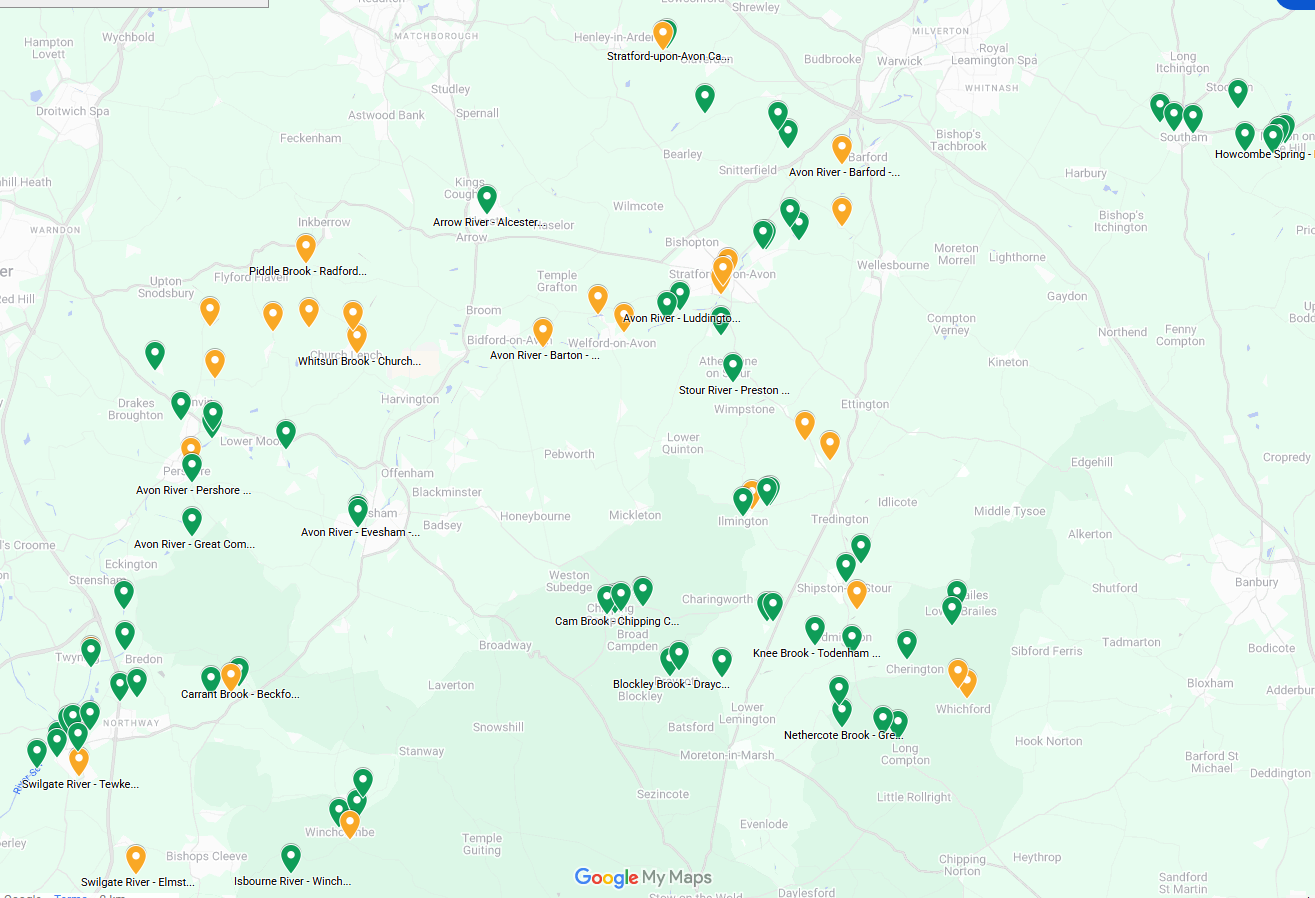 Wychbold
MATCHBOROUGH
Henley-in-Arden
Shrewley
MILVERTON
Hampton
Lovett
Stratford-upon-Avon Ca...
Budbrooke
Warwick
Royal
Leamington Spa
Long
Itchington
Studley
WHITNASH
Droitwich Spa
Astwood Bank
Spernall
Feckenham
Bishop's
Tachbrook
Southam
Bearley
Barford
Howcombe Spring -
Snitterfield
Avon River - Barford -...
Harbury
Kings
Wilmcote
Inkberrow
Arrow River - Alcester...
WARNDON
Arrow
Bishop's
Itchington
Bishopton
Moreton
Morrell
Lighthorne
Wellesbourne
Piddle Brook - Radford...
Flyford Flavell
Temple
Grafton
Upton
Snodsbury
Red Hill
Gaydon
Broom
Avon River - Luddingto...
Compton
Verney
Northend
Fenny
Compton
Bidford-on-Avon
Welford-on-Avon
Avon River - Barton - ...
Whitsun Brook - Church...
Kineton
Stour River - Preston ...
Harvington
Drakes
Broughton
Wimpstone
Ettington
Lower Moor
Lower
Quinton
Pebworth
Cropredy
Edgehill
Pershore
Offenham
Avon River - Pershore ...
Blackminster
Idlicote
Honeybourne
Mickleton
Ilmington
Tredington
Middle Tysoe
Badsey
Avon River - Evesham -...
Alkerton
Avon River - Great Com...
Eckington
Strensham
Weston
Subedge
Banbury
Shipston-on-Stour
Shutford
Charingworth
Cam Brook - Chipping C...
Broad
Campden
Tadmarton
Broadway
Knee Brook - Todenham ...
Sibford Ferris
Bodicote
Bredon
Cherington
Laverton
Blockley Brook - Drayc...
Blockley
Bloxham
Carrant Brook - Beckfo...
Lower
Lemington
Whichford
NORTHWAY
Snowshill
Batsford
Nethercote Brook - Gre...
Hook Norton
Stanway
Moreton-in-Marsh
Long
Compton
Barford St
Michael
Deddington
Swilgate River - Tewke...
Sezincote
Little Rollright
Evenlode
Temple
Guiting
Bishops Cleeve
Chipping
Norton
Heythrop
Swilgate River - Elmst...
Isbourne River - Winch...
Google My Maps
Sandford
St Martin
Daylesford